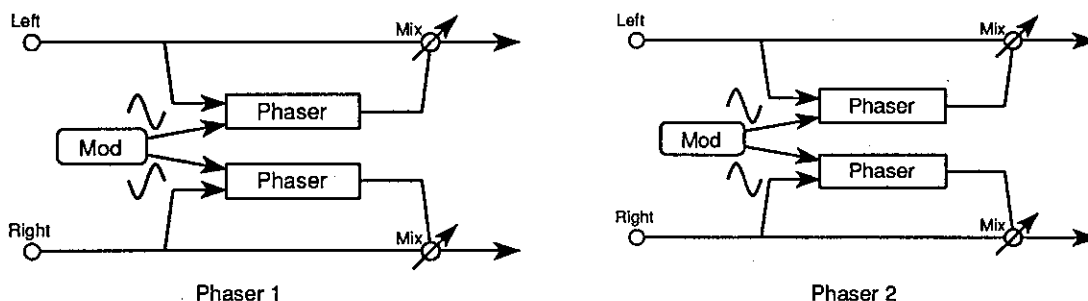 Left
Mix
Phaser
Mod
Phaser
Right
Mix
Phaser 1
Left
Mix
Phaser
Mod
Phaser
Right
Mix
Phaser 2